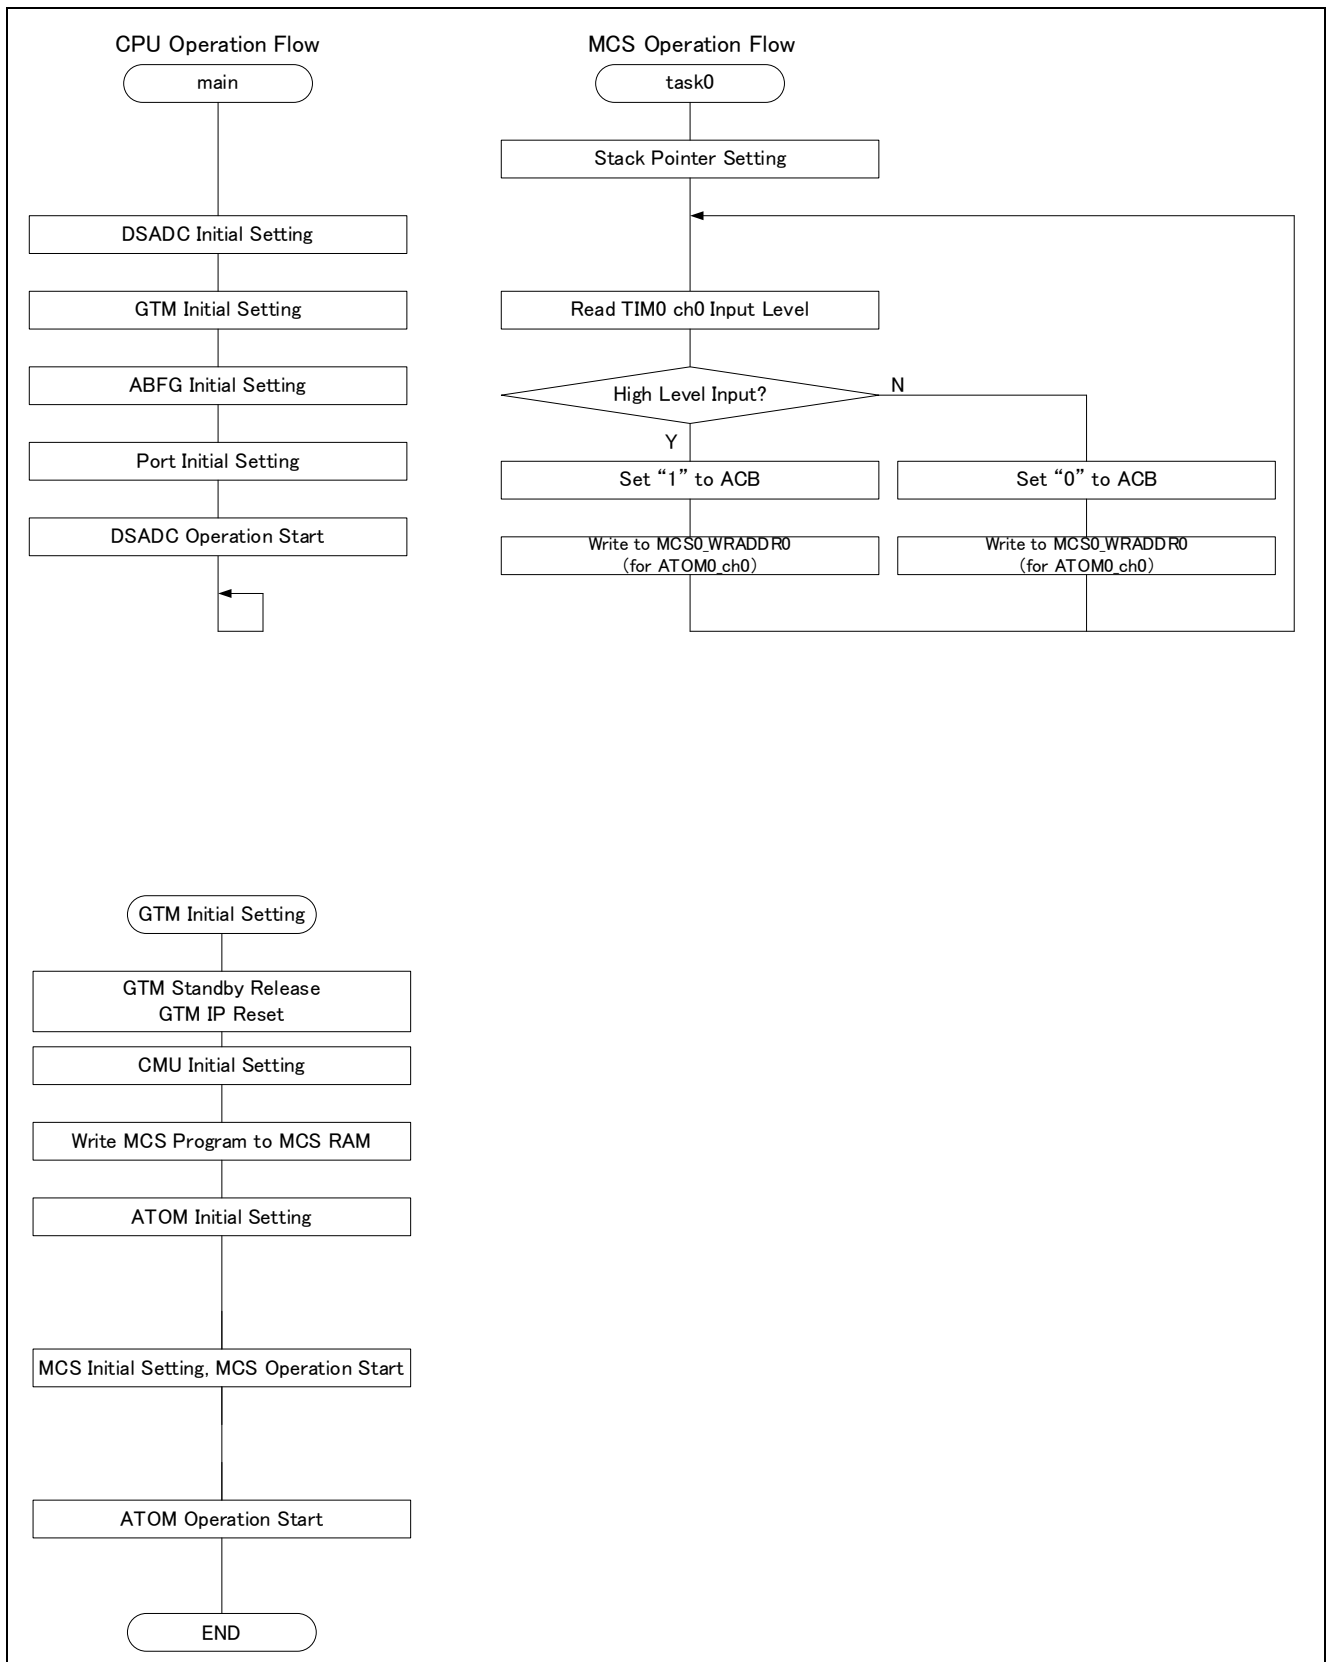 CPU Operation Flow
main
DSADC Initial Setting
GTM Initial Setting
ABFG Initial Setting
Port Initial Setting
DSADC Operation Start
MCS Operation Flow
task0
Stack Pointer Setting
Read TIM0 ch0 Input Level
High Level Input?
N
Y
Set “1” to ACB
Write to MCS0_WRADDR0
(for ATOM0_ch0)
Set “0” to ACB
Write to MCS0_WRADDR0
(for ATOM0_ch0)
GTM Initial Setting
GTM Standby Release
GTM IP Reset
CMU Initial Setting
Write MCS Program to MCS RAM
ATOM Initial Setting
MCS Initial Setting, MCS Operation Start
ATOM Operation Start
END